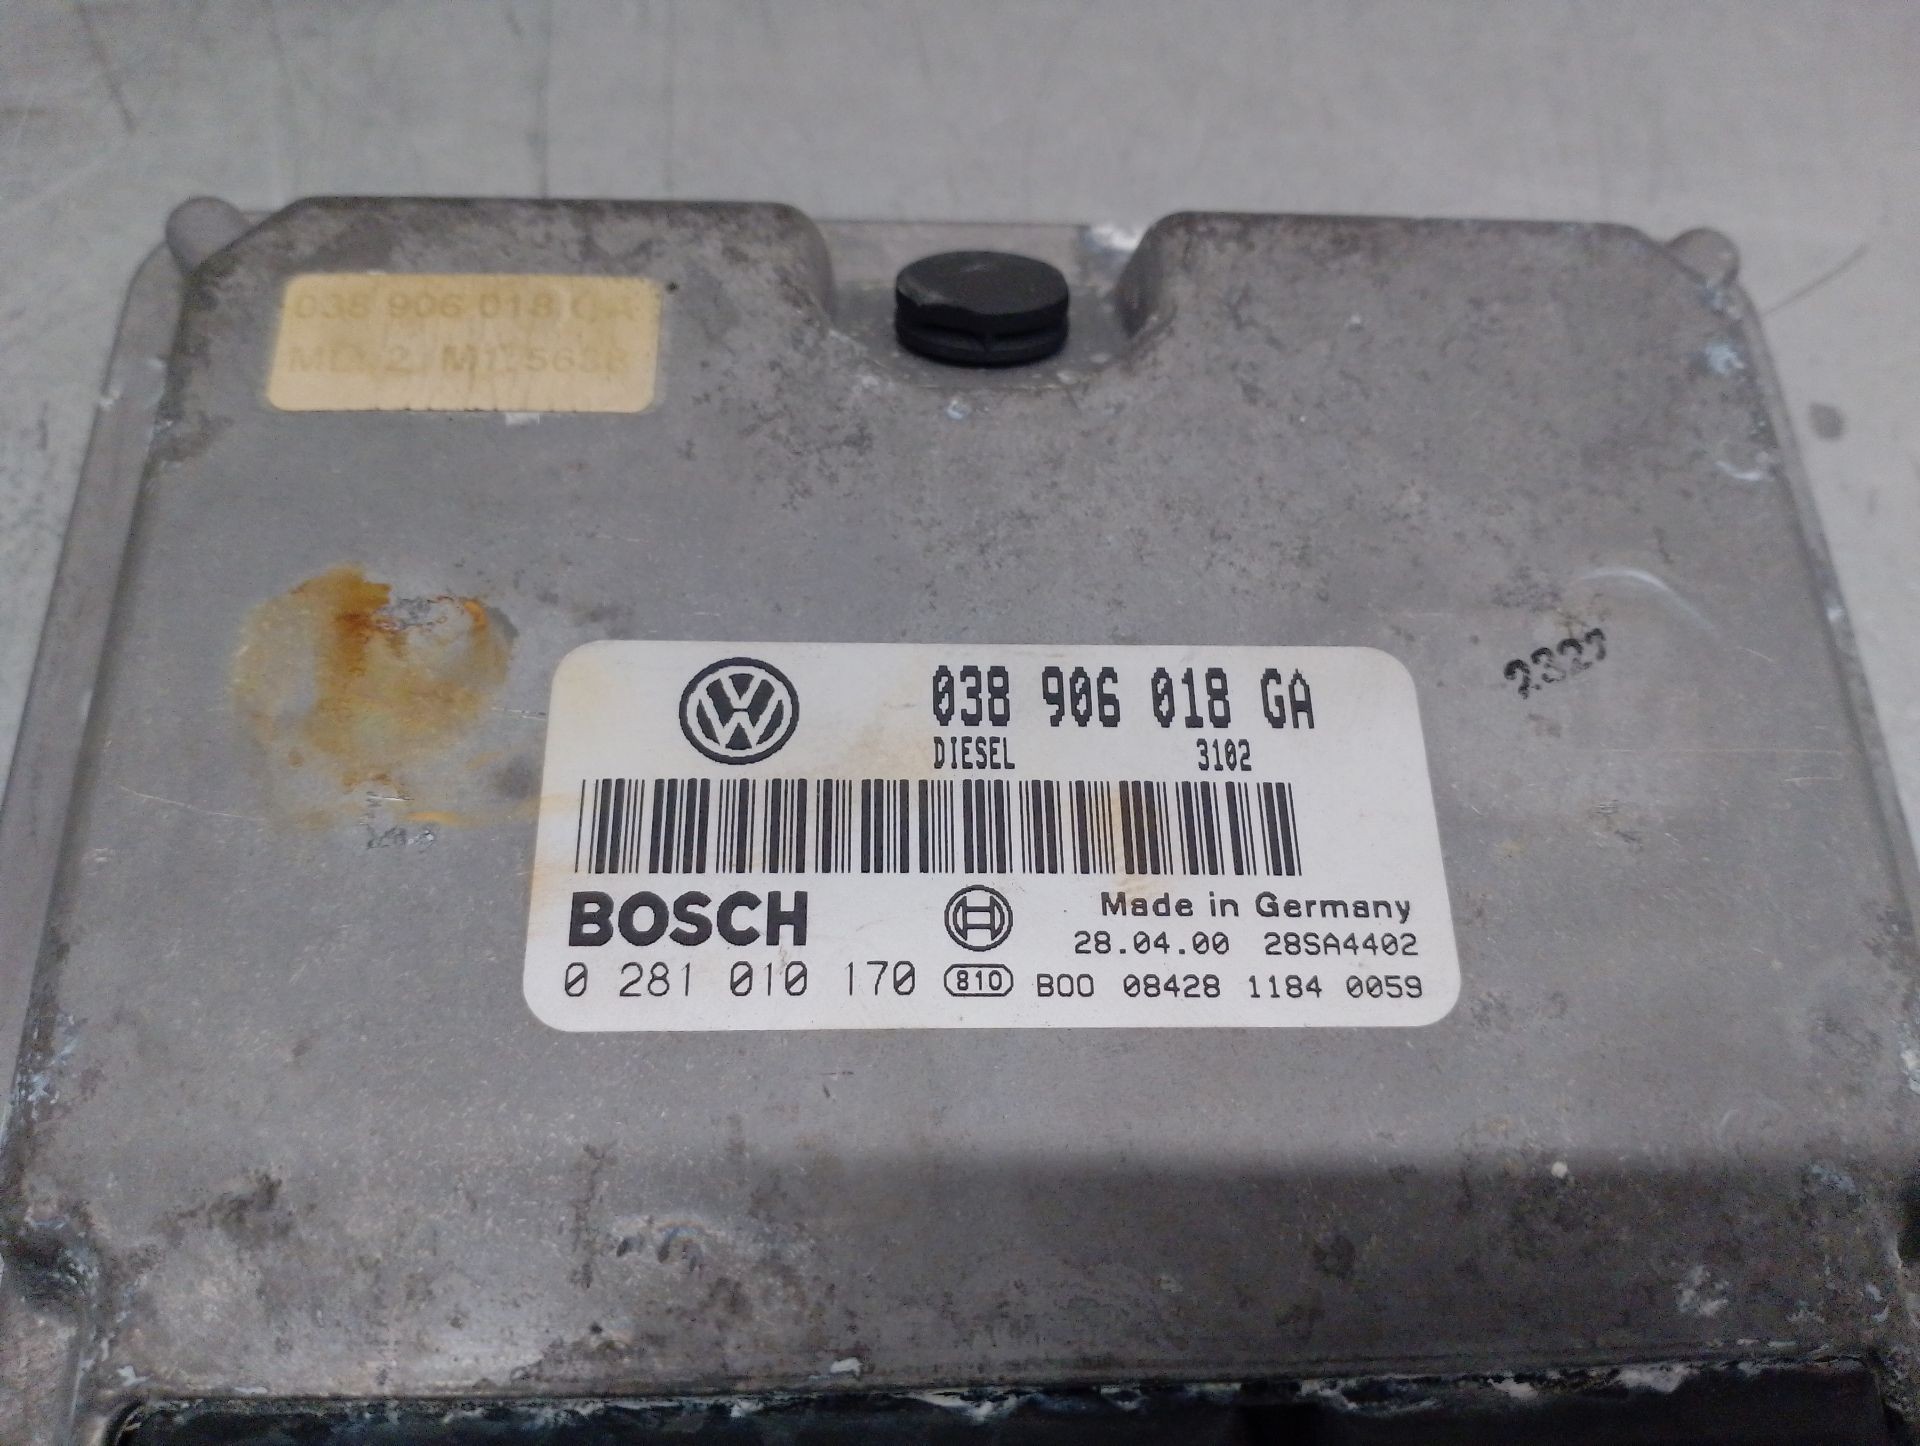 038 906 018 GA
038 906 018 GA
DIESEL 3102
BOSCH
Made in Germany
28.04.00 28SA4402
0 281 010 170 810 B00 08428 1184 0059